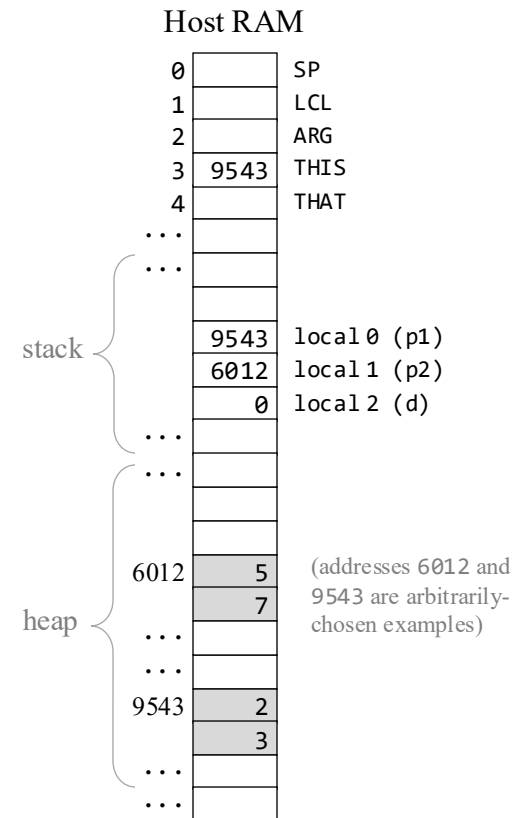 Host RAM
0 SP
1 LCL
2 ARG
3 9543 THIS
4 THAT
...
...
stack
9543 local 0 (p1)
6012 local 1 (p2)
0 local 2 (d)
...
...
6012 5 (addresses 6012 and
7 9543 are arbitrarily-
heap ... chosen examples)
...
9543 2
3
...
...